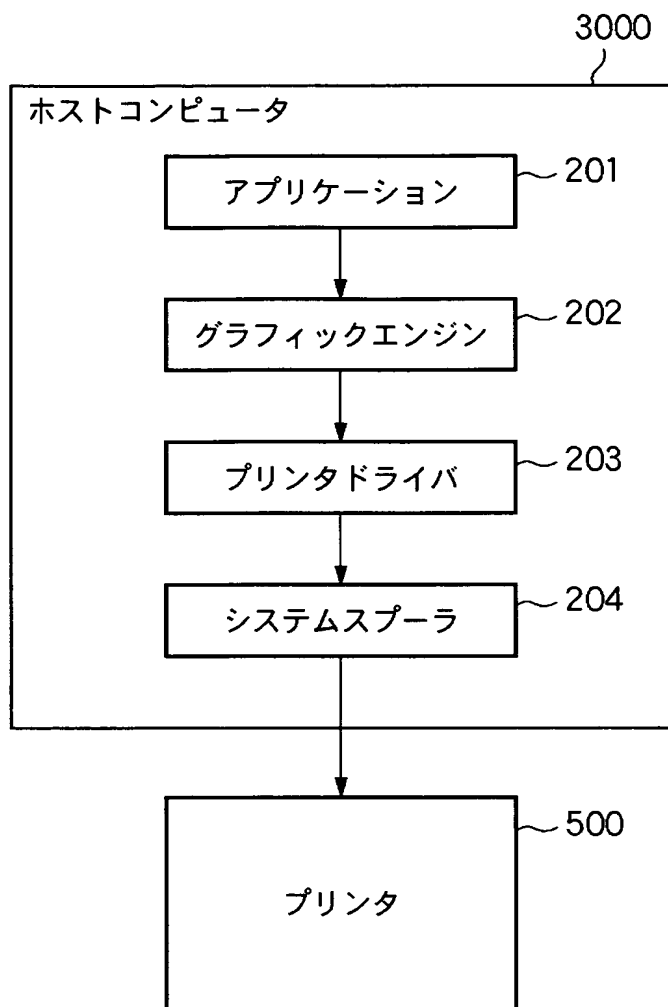 3000
ホストコンピュータ
アプリケーション
201
グラフィックエンジン
202
プリンタドライバ
203
システムスプーラ
204
プリンタ
500